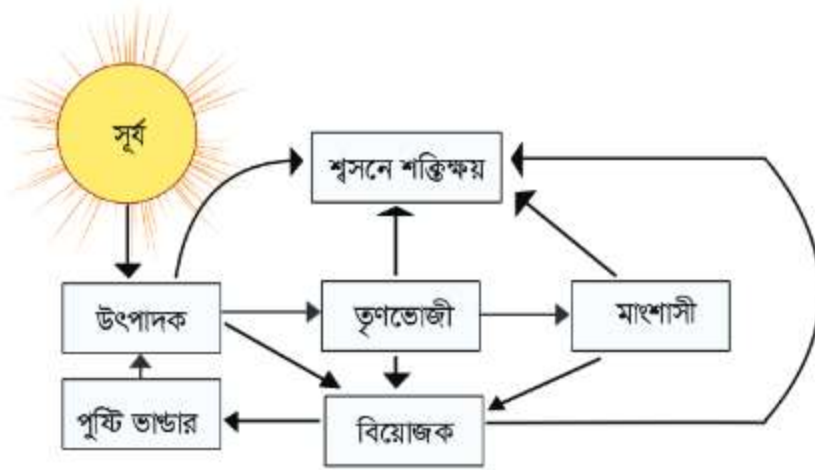 সূর্য
শ্বসনে শক্তিক্ষয়
উৎপাদক
তৃণভোজী
মাংশাসী
পুষ্টি ভান্ডার
বিয়োজক